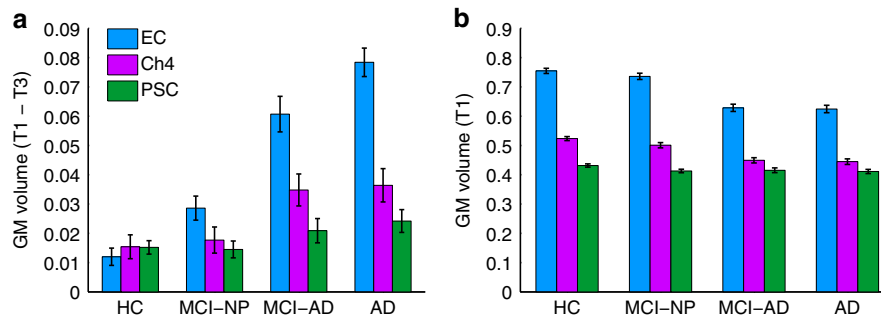 a
GM volume (T1 − T3)
0.09
0.08
0.07
0.06
0.05
0.04
0.03
0.02
0.01
EC
Ch4
PSC
HC MCI−NP MCI−AD AD
b
GM volume (T1)
0.9
0.8
0.7
0.6
0.5
0.4
0.3
0.2
0.1
HC MCI−NP MCI−AD AD